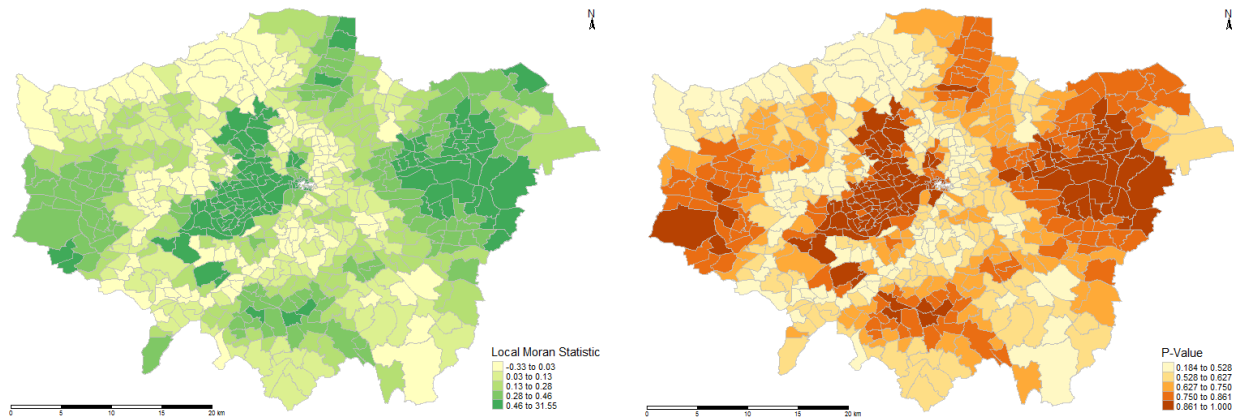 N
Local Moran Statistic
-0.33 to 0.03
0.03 to 0.13
0.13 to 0.28
0.28 to 0.46
0.46 to 31.55
0 5 10 15 20 km
N
P-Value
0.184 to 0.528
0.528 to 0.627
0.627 to 0.750
0.750 to 0.861
0.861 to 1.000
0 5 10 15 20 km